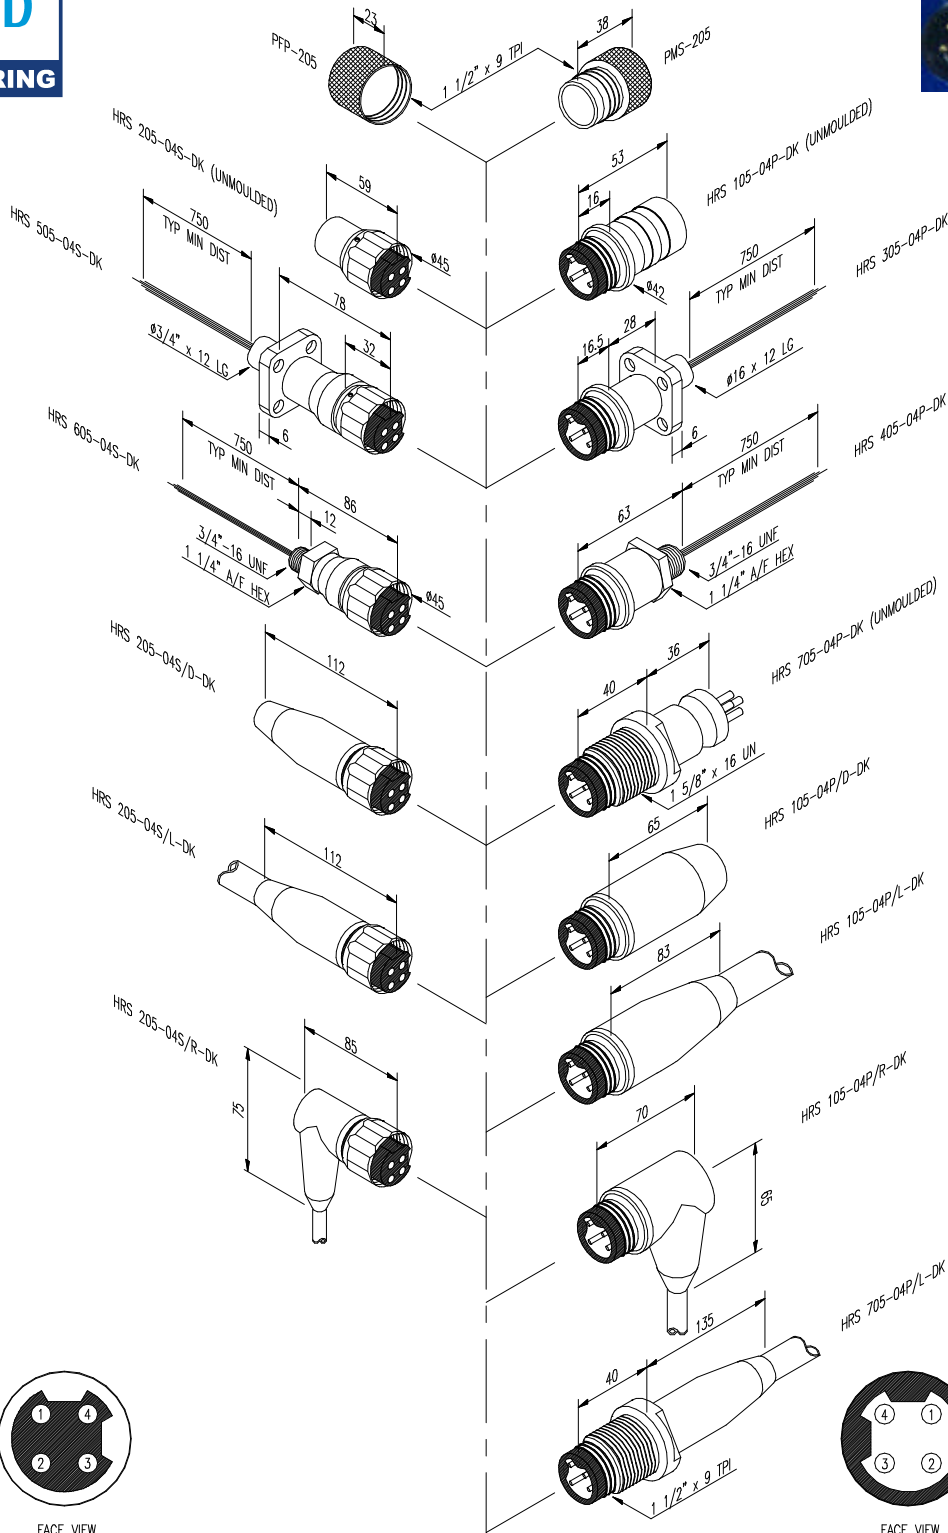 D
RING
23
38
PFP-205
PMS-205
1 1/2" x 9 TPI
HRS 205-04S-DK (UNMOULDED)
HRS 105-04P-DK (UNMOULDED)
59
53
16
ø45
ø42
HRS 505-04S-DK
HRS 305-04P-DK
750
TYP MIN DIST
750
TYP MIN DIST
78
32
28
16.5
ø3/4" x 12 LG
ø16 x 12 LG
6
6
HRS 605-04S-DK
HRS 405-04P-DK
750
TYP MIN DIST
750
TYP MIN DIST
86
12
63
3/4"-16 UNF
1 1/4" A/F HEX
ø45
3/4"-16 UNF
1 1/4" A/F HEX
HRS 205-04S/D-DK
HRS 705-04P-DK (UNMOULDED)
112
36
40
1 5/8" x 16 UN
HRS 205-04S/L-DK
HRS 105-04P/D-DK
112
65
HRS 105-04P/L-DK
83
HRS 205-04S/R-DK
85
75
HRS 105-04P/R-DK
70
65
HRS 705-04P/L-DK
135
40
1 1/2" x 9 TPI
1 4
2 3
FACE VIEW
4 1
3 2
FACE VIEW